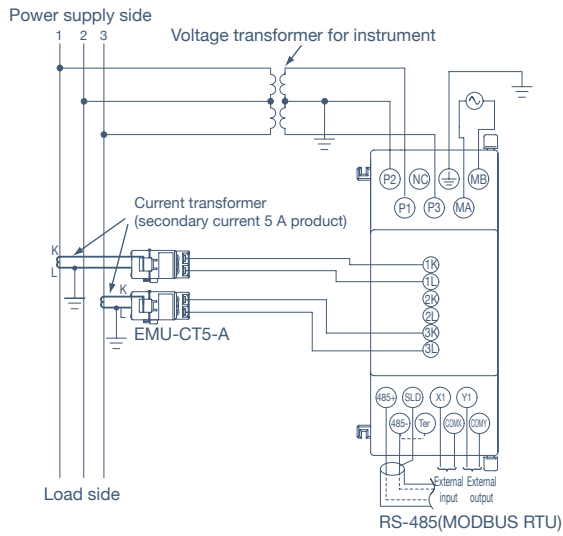 Power supply side
1 2 3
Voltage transformer for instrument
P2 NC MB
P1 P3 MA
Current transformer
(secondary current 5 A product)
K
L
K
L
EMU-CT5-A
1K
1L
2K
2L
3K
3L
485+ SLD X1 Y1
485- Ter COMX COMY
External input
External output
Load side
RS-485(MODBUS RTU)